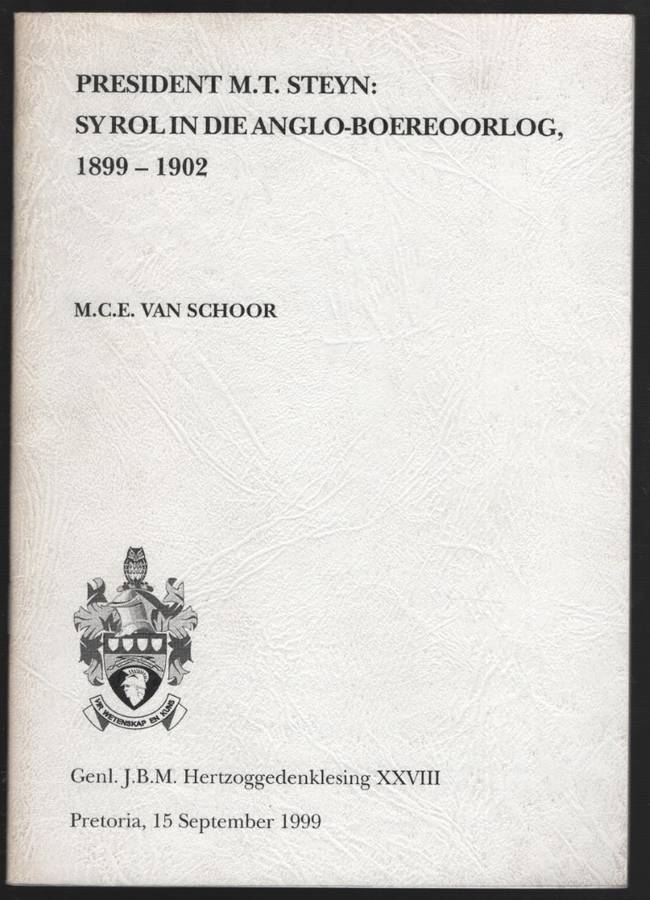 PRESIDENT M.T. STEYN:
SY ROL IN DIE ANGLO-BOEREOORLOG,
1899 – 1902
M.C.E. VAN SCHOOR
VIR WETENSKAP EN KUNS
Genl. J.B.M. Hertzoggedenklesing XXVIII
Pretoria, 15 September 1999